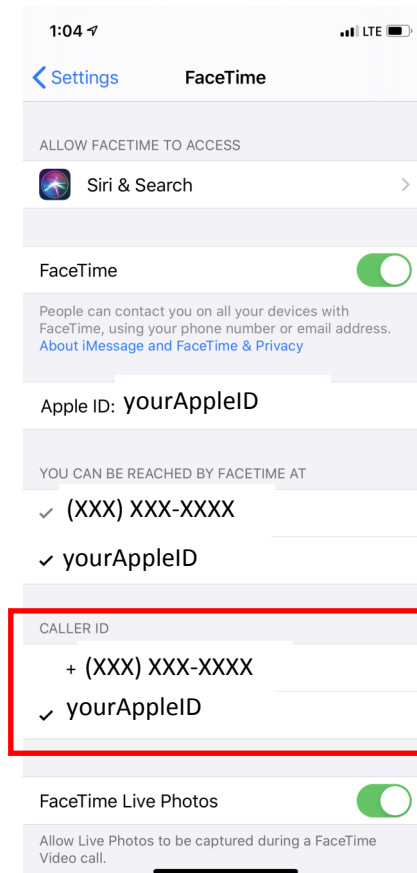 1:04 LTE
Settings FaceTime
ALLOW FACETIME TO ACCESS
Siri & Search
FaceTime
People can contact you on all your devices with
FaceTime, using your phone number or email address.
About iMessage and FaceTime & Privacy
Apple ID: yourAppleID
YOU CAN BE REACHED BY FACETIME AT
✓ (XXX) XXX-XXXX
✓ yourAppleID
CALLER ID
+ (XXX) XXX-XXXX
✓ yourAppleID
FaceTime Live Photos
Allow Live Photos to be captured during a FaceTime
Video call.